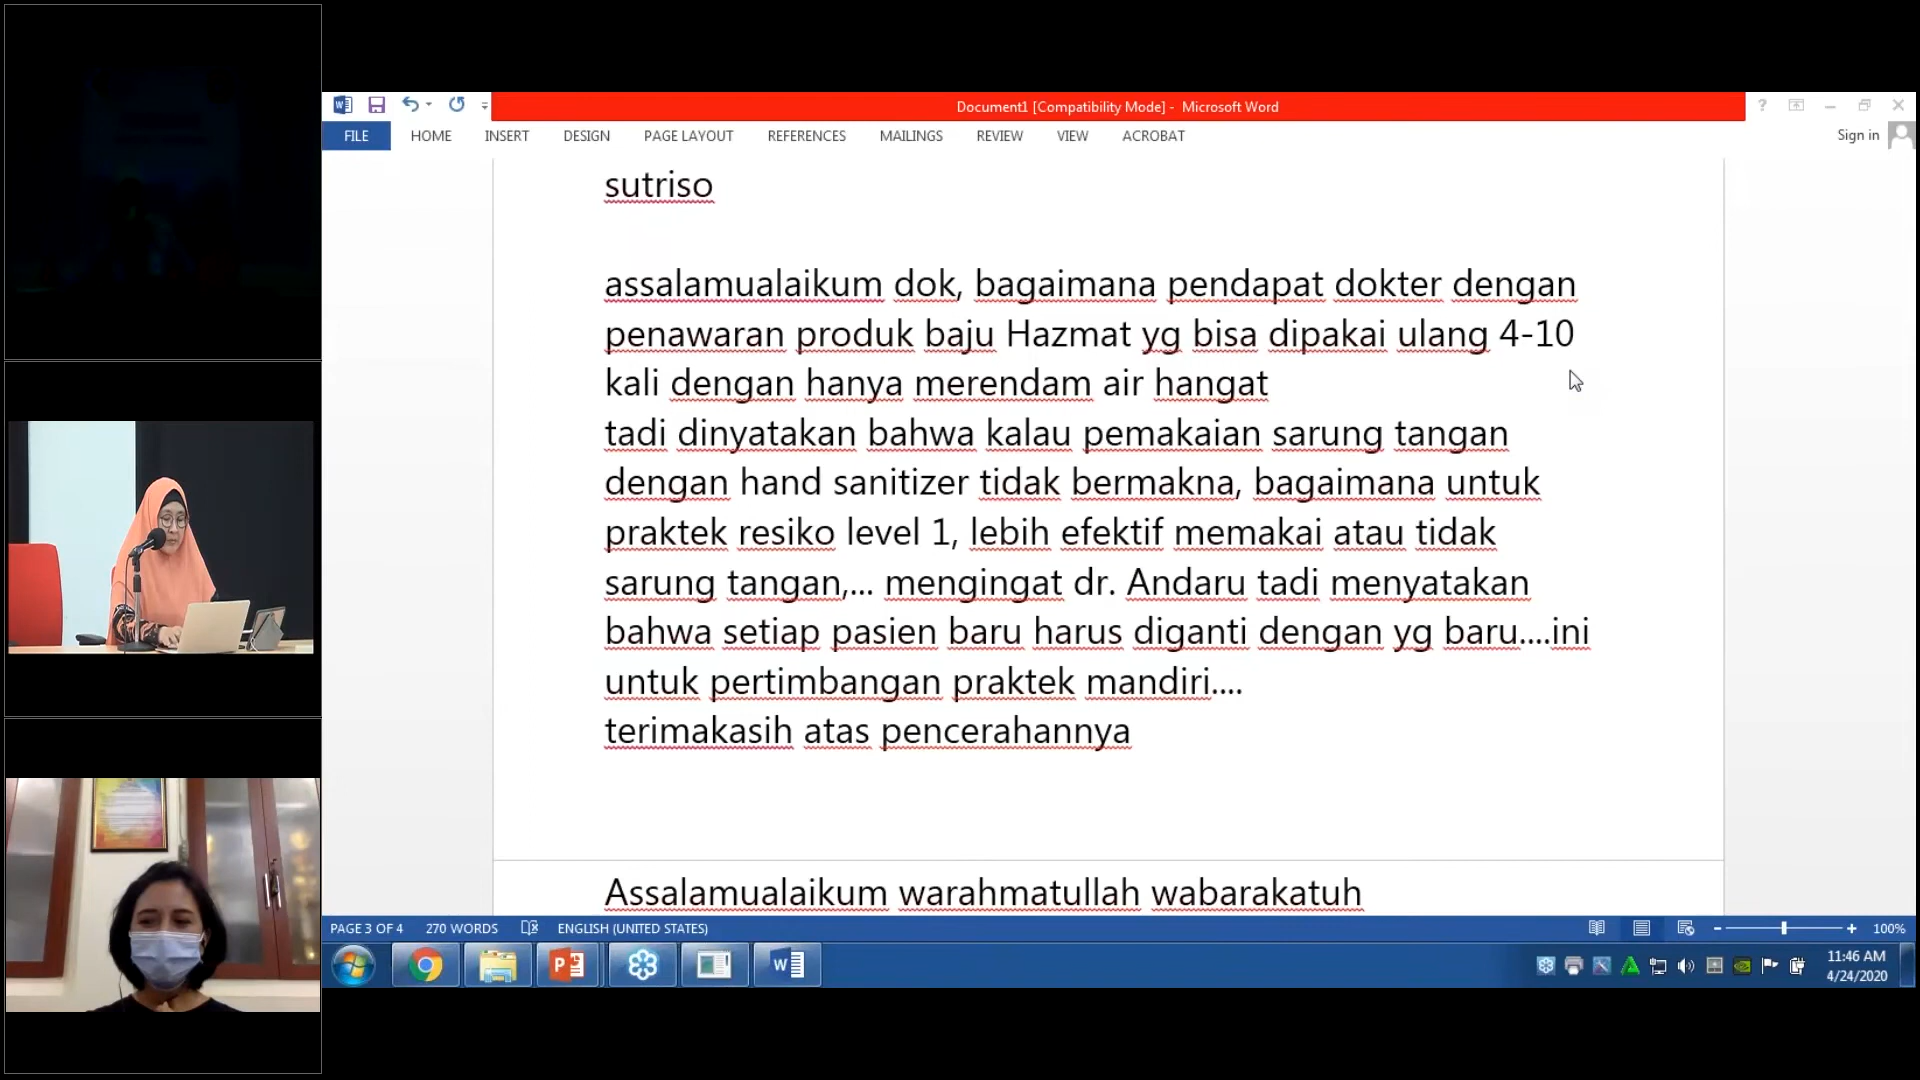 Document1 [Compatibility Mode] - Microsoft Word
FILE HOME INSERT DESIGN PAGE LAYOUT REFERENCES MAILINGS REVIEW VIEW ACROBAT Sign in
sutriso
assalamualaikum dok, bagaimana pendapat dokter dengan
penawaran produk baju Hazmat yg bisa dipakai ulang 4-10
kali dengan hanya merendam air hangat
tadi dinyatakan bahwa kalau pemakaian sarung tangan
dengan hand sanitizer tidak bermakna, bagaimana untuk
praktek resiko level 1, lebih efektif memakai atau tidak
sarung tangan,... mengingat dr. Andaru tadi menyatakan
bahwa setiap pasien baru harus diganti dengan yg baru....ini
untuk pertimbangan praktek mandiri....
terimakasih atas pencerahannya
Assalamualaikum warahmatullah wabarakatuh
PAGE 3 OF 4 270 WORDS ENGLISH (UNITED STATES) 100%
11:46 AM
4/24/2020